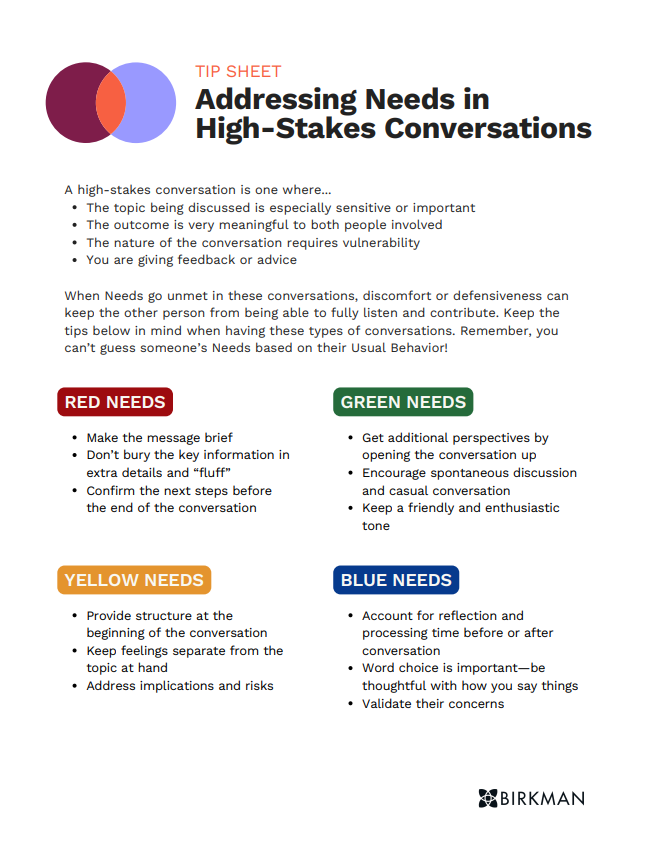 TIP SHEET
Addressing Needs in
High-Stakes Conversations
A high-stakes conversation is one where...
• The topic being discussed is especially sensitive or important
• The outcome is very meaningful to both people involved
• The nature of the conversation requires vulnerability
• You are giving feedback or advice
When Needs go unmet in these conversations, discomfort or defensiveness can
keep the other person from being able to fully listen and contribute. Keep the
tips below in mind when having these types of conversations. Remember, you
can’t guess someone’s Needs based on their Usual Behavior!
RED NEEDS
• Make the message brief
• Don’t bury the key information in
extra details and “fluff”
• Confirm the next steps before
the end of the conversation
GREEN NEEDS
• Get additional perspectives by
opening the conversation up
• Encourage spontaneous discussion
and casual conversation
• Keep a friendly and enthusiastic
tone
YELLOW NEEDS
• Provide structure at the
beginning of the conversation
• Keep feelings separate from the
topic at hand
• Address implications and risks
BLUE NEEDS
• Account for reflection and
processing time before or after
conversation
• Word choice is important—be
thoughtful with how you say things
• Validate their concerns
BIRKMAN